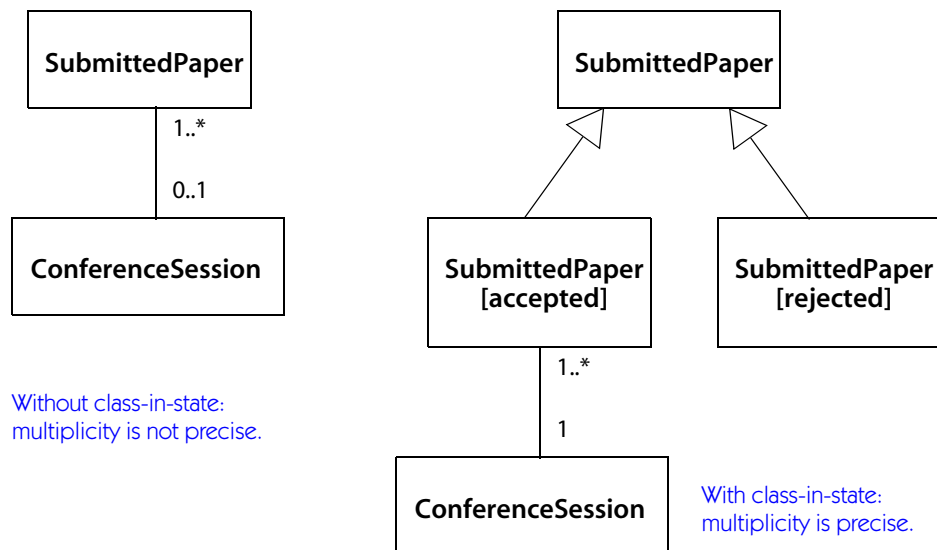 SubmittedPaper
1..*
0..1
ConferenceSession
Without class-in-state:
multiplicity is not precise.
SubmittedPaper
SubmittedPaper
[accepted]
SubmittedPaper
[rejected]
1..*
1
ConferenceSession
With class-in-state:
multiplicity is precise.